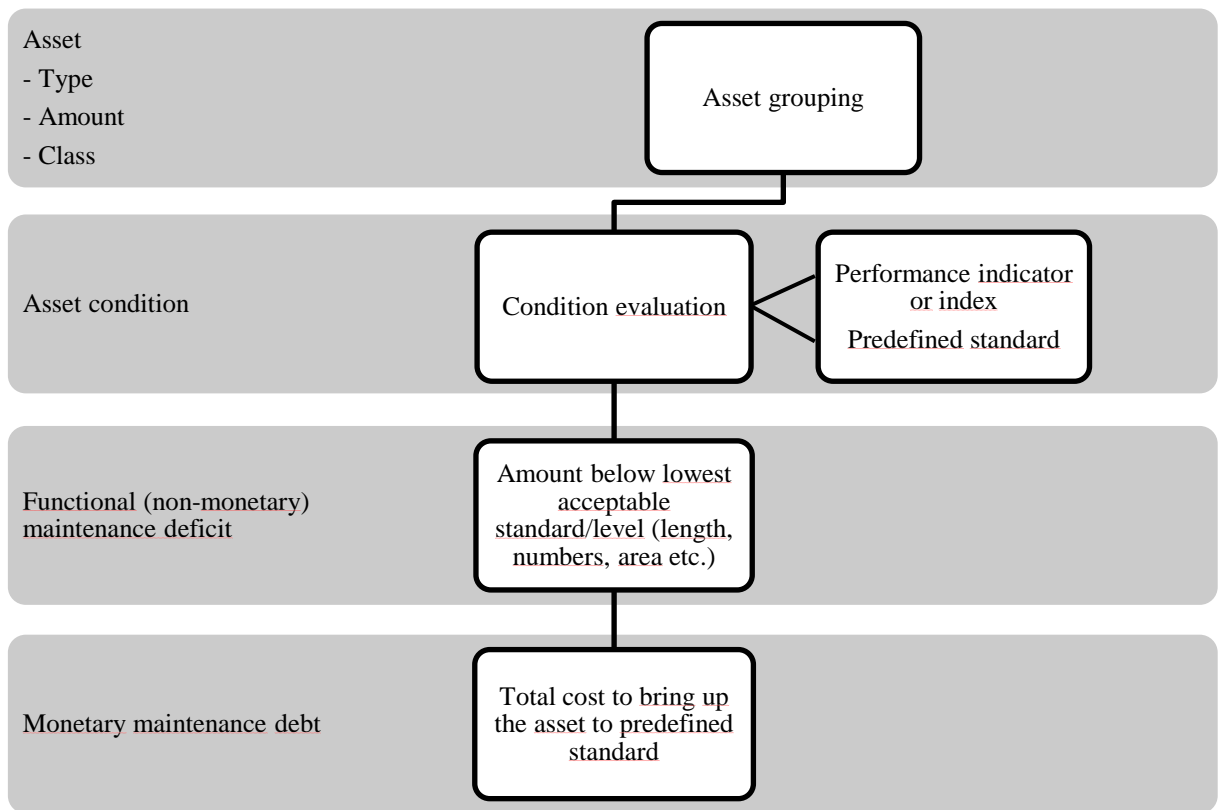 Asset
- Type
- Amount
- Class
Asset grouping
Asset condition
Condition evaluation
Performance indicator
or index
Predefined standard
Functional (non-monetary)
maintenance deficit
Amount below lowest
acceptable
standard/level (length,
numbers, area etc.)
Monetary maintenance debt
Total cost to bring up
the asset to predefined
standard